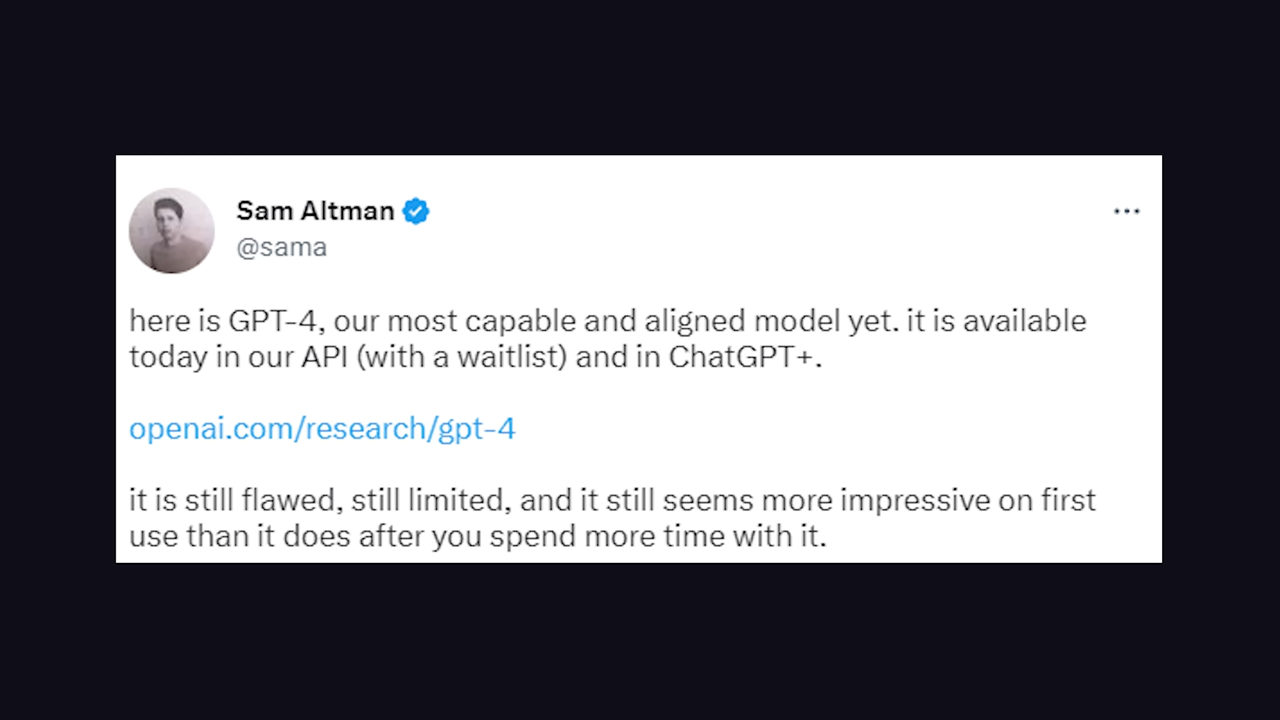 Sam Altman
@sama
here is GPT-4, our most capable and aligned model yet. it is available
today in our API (with a waitlist) and in ChatGPT+.
openai.com/research/gpt-4
it is still flawed, still limited, and it still seems more impressive on first
use than it does after you spend more time with it.